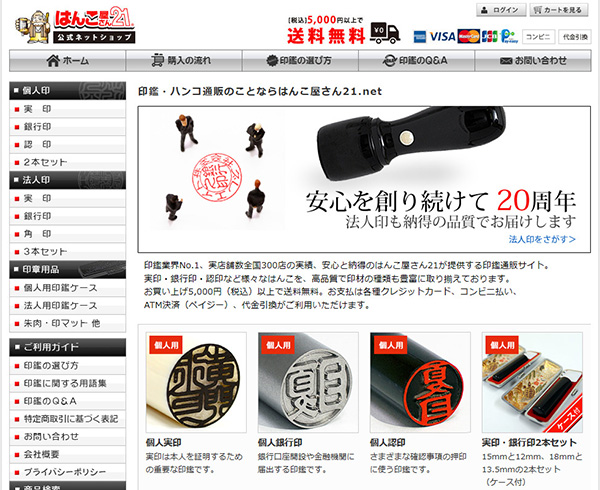 はんこ屋さん21
公式ネットショップ
(税込)5,000円以上で
送料無料
ログイン
カートを見る
VISA
MasterCard
JCB
Pay-easy
コンビニ
代金引換
ホーム
購入の流れ
印鑑の選び方
印鑑のQ&A
お問い合わせ
個人印
実 印
銀行印
認 印
2本セット
法人印
実 印
銀行印
角 印
3本セット
印章用品
個人用印鑑ケース
法人用印鑑ケース
朱肉・印マット 他
ご利用ガイド
印鑑の選び方
印鑑に関する用語集
印鑑のQ&A
特定商取引に基づく表記
お問い合わせ
会社概要
プライバシーポリシー
商品検索
印鑑・ハンコ通販のことならはんこ屋さん21.net
安心を創り続けて 20周年
法人印も納得の品質でお届けします
法人印をさがす>
印鑑業界No.1、実店舗数全国300店の実績、安心と納得のはんこ屋さん21が提供する印鑑通販サイト。
実印・銀行印・認印など様々なはんこを、高品質で印材の種類も豊富に取り揃えております。
お買い上げ5,000円（税込）以上で送料無料。お支払は各種クレジットカード、コンビニ払い、
ATM決済（ペイジー）、代金引換がご利用いただけます。
個人用
個人実印
実印は本人を証明するための重要な印鑑です。
個人用
個人銀行印
銀行口座開設や金融機関に届出する印鑑です。
個人用
個人認印
さまざまな確認事項の押印に使う印鑑です。
ケース付
実印・銀行印2本セット
15mmと12mm、18mmと
13.5mmの2本セット
（ケース付）